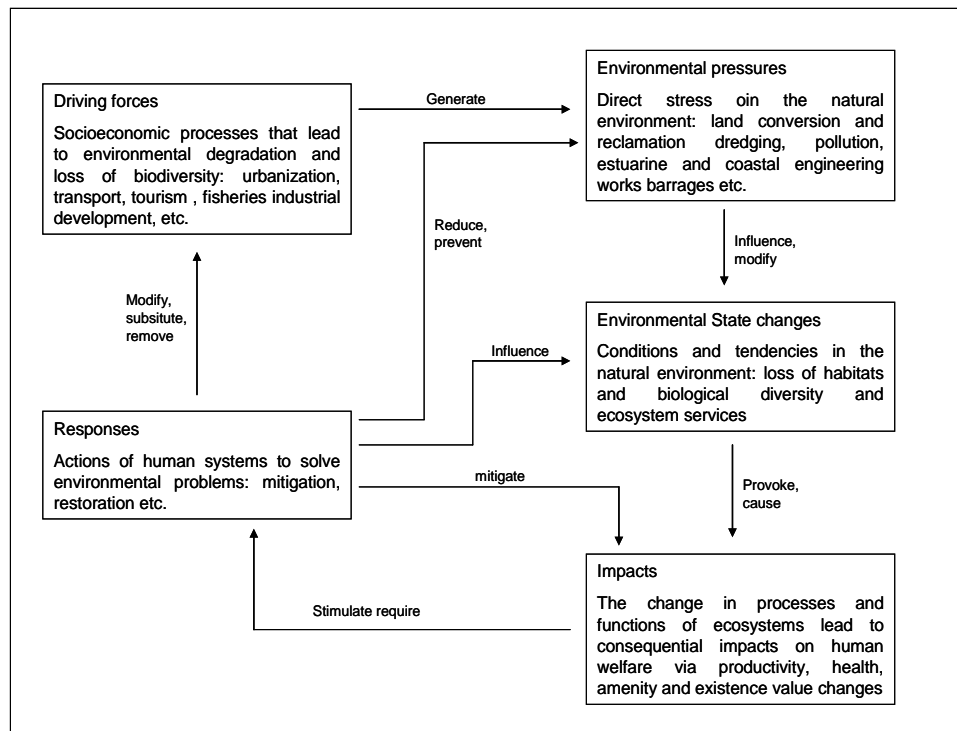 Driving forces
Socioeconomic processes that lead
to environmental degradation and
loss of biodiversity: urbanization,
transport, tourism , fisheries industrial
development, etc.
Generate
Environmental pressures
Direct stress oin the natural
environment: land conversion and
reclamation dredging, pollution,
estuarine and coastal engineering
works barrages etc.
Reduce,
prevent
Influence,
modify
Modify,
subsitute,
remove
Influence
Environmental State changes
Conditions and tendencies in the
natural environment: loss of habitats
and biological diversity and
ecosystem services
Responses
Actions of human systems to solve
environmental problems: mitigation,
restoration etc.
mitigate
Provoke,
cause
Stimulate require
Impacts
The change in processes and
functions of ecosystems lead to
consequential impacts on human
welfare via productivity, health,
amenity and existence value changes